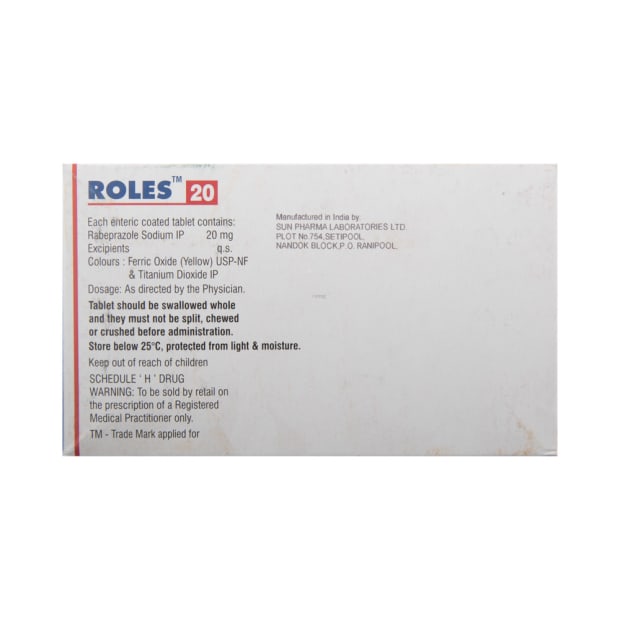 ROLES™ 20
Each enteric coated tablet contains:
Rabeprazole Sodium IP 20 mg
Excipients q.s.
Colours : Ferric Oxide (Yellow) USP-NF
& Titanium Dioxide IP
Dosage: As directed by the Physician.
Tablet should be swallowed whole
and they must not be split, chewed
or crushed before administration.
Store below 25°C, protected from light & moisture.
Keep out of reach of children
SCHEDULE ' H ' DRUG
WARNING: To be sold by retail on
the prescription of a Registered
Medical Practitioner only.
TM - Trade Mark applied for
Manufactured in India by:
SUN PHARMA LABORATORIES LTD.
PLOT No.754,SETIPOOL,
NANDOK BLOCK,P.O. RANIPOOL,